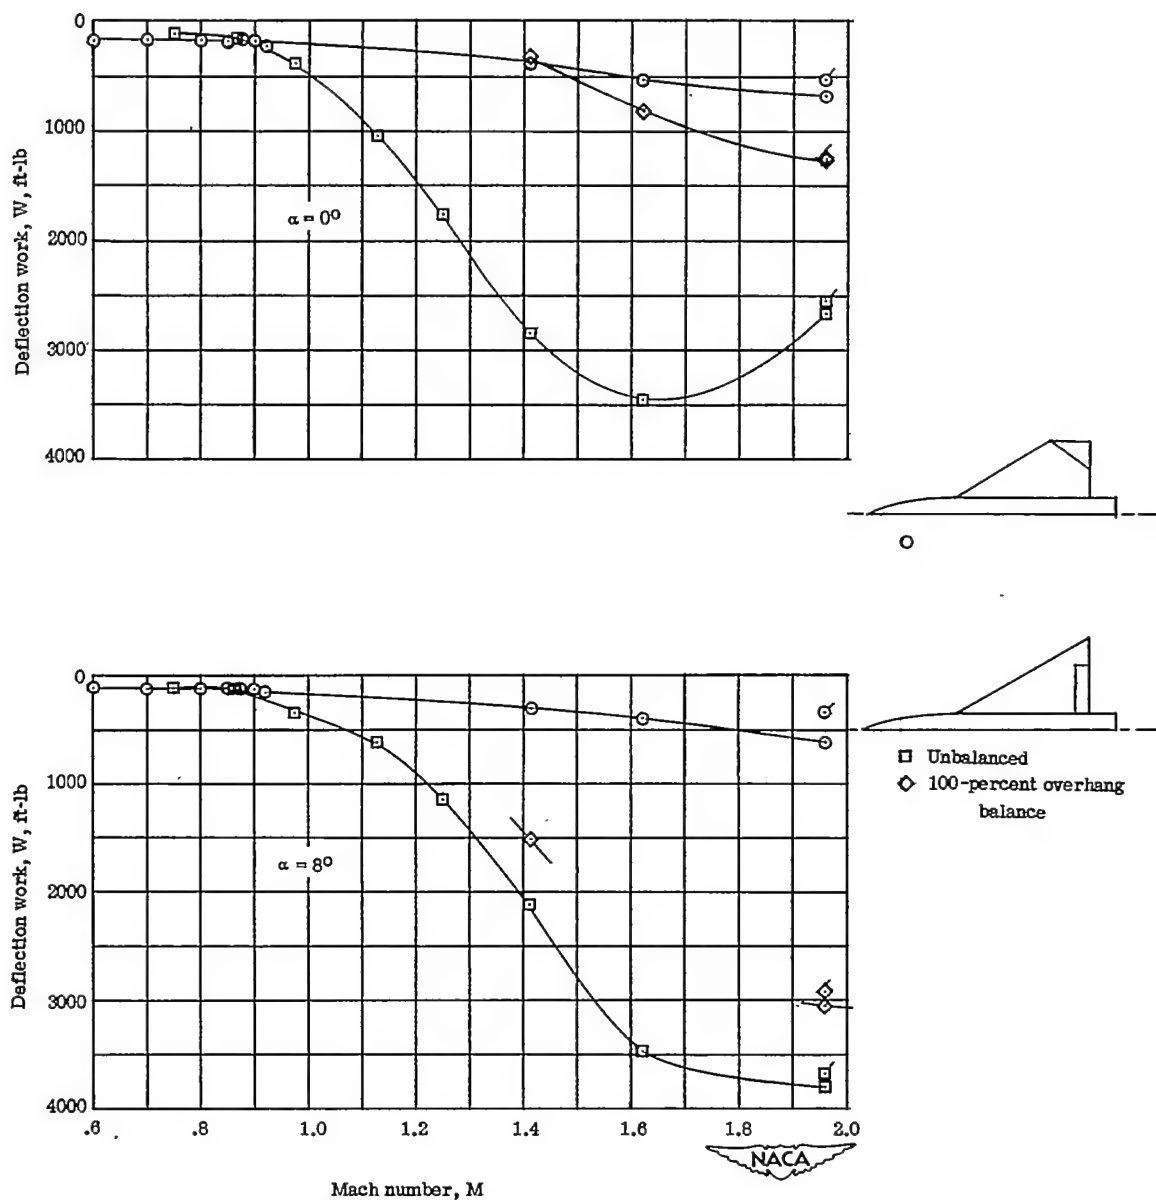 0
1000
2000
3000
4000
Deflection work, W, ft-lb
α = 0°
0
1000
2000
3000
4000
Deflection work, W, ft-lb
α = 8°
Unbalanced
100-percent overhang
balance
.6 .8 1.0 1.2 1.4 1.6 1.8 2.0
NACA
Mach number, M